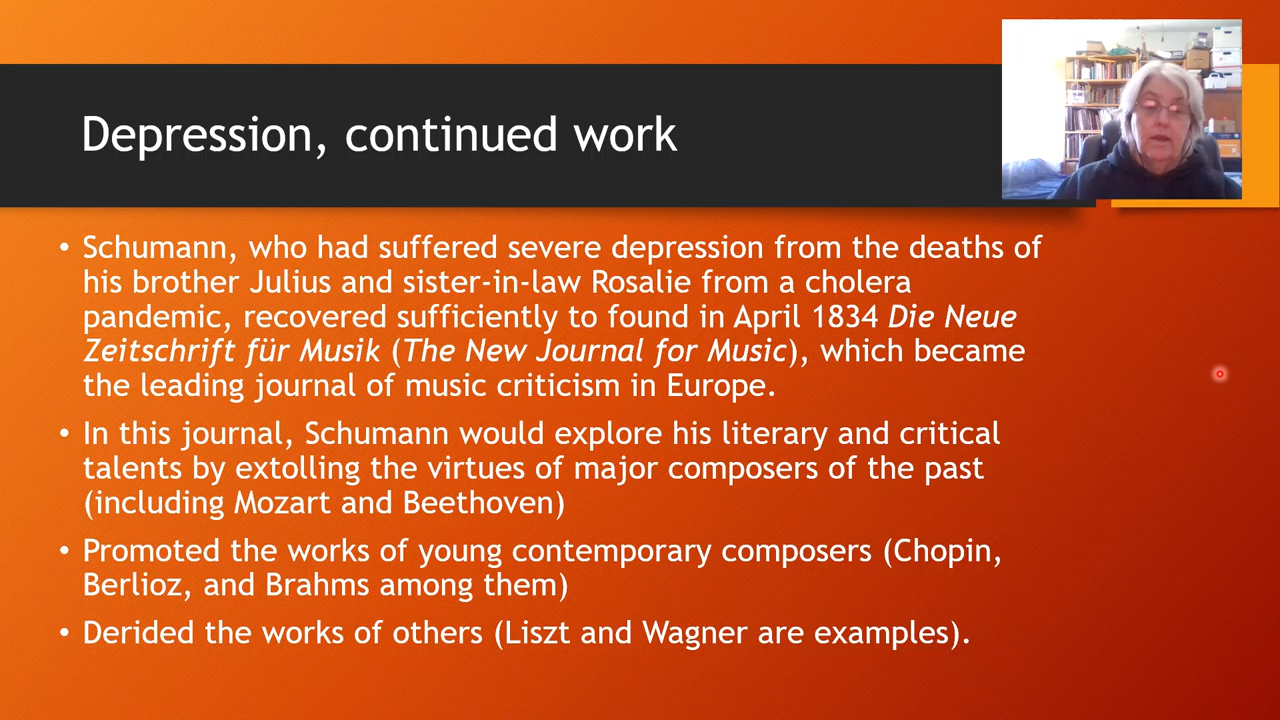 Depression, continued work
• Schumann, who had suffered severe depression from the deaths of
his brother Julius and sister-in-law Rosalie from a cholera
pandemic, recovered sufficiently to found in April 1834 Die Neue
Zeitschrift für Musik (The New Journal for Music), which became
the leading journal of music criticism in Europe.
• In this journal, Schumann would explore his literary and critical
talents by extolling the virtues of major composers of the past
(including Mozart and Beethoven)
• Promoted the works of young contemporary composers (Chopin,
Berlioz, and Brahms among them)
• Derided the works of others (Liszt and Wagner are examples).